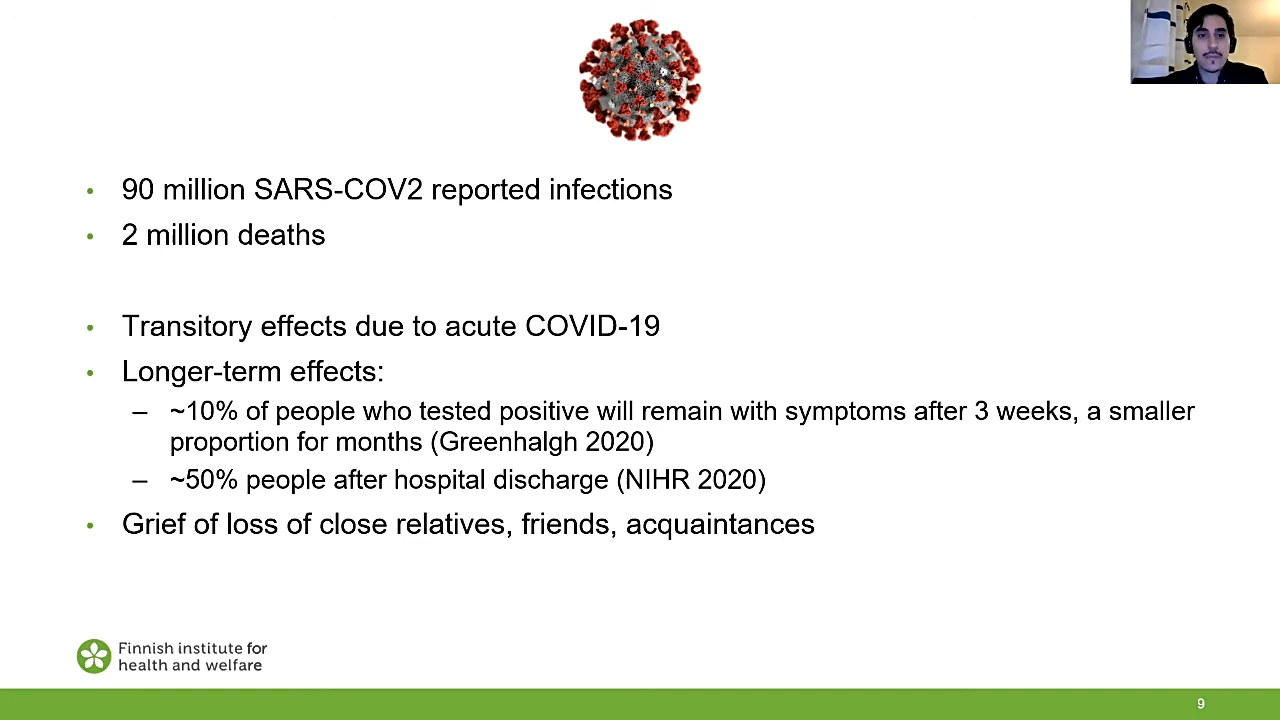 • 90 million SARS-COV2 reported infections
• 2 million deaths
• Transitory effects due to acute COVID-19
• Longer-term effects:
– ~10% of people who tested positive will remain with symptoms after 3 weeks, a smaller
proportion for months (Greenhalgh 2020)
– ~50% people after hospital discharge (NIHR 2020)
• Grief of loss of close relatives, friends, acquaintances
Finnish institute for
health and welfare
9